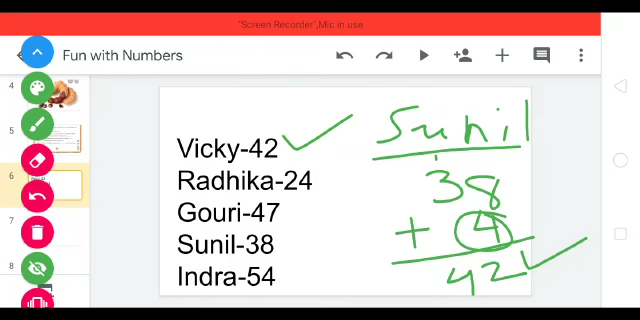 "Screen Recorder",Mic in use
Fun with Numbers
4
5
6
7
8
Vicky-42
Radhika-24
Gouri-47
Sunil-38
Indra-54
Sunil
1
38
+ 4
42